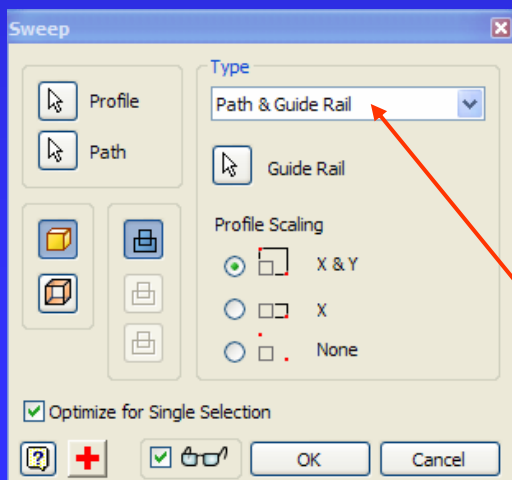 Sweep
Profile
Path
Type
Path & Guide Rail
Guide Rail
Profile Scaling
X & Y
X
None
Optimize for Single Selection
OK
Cancel